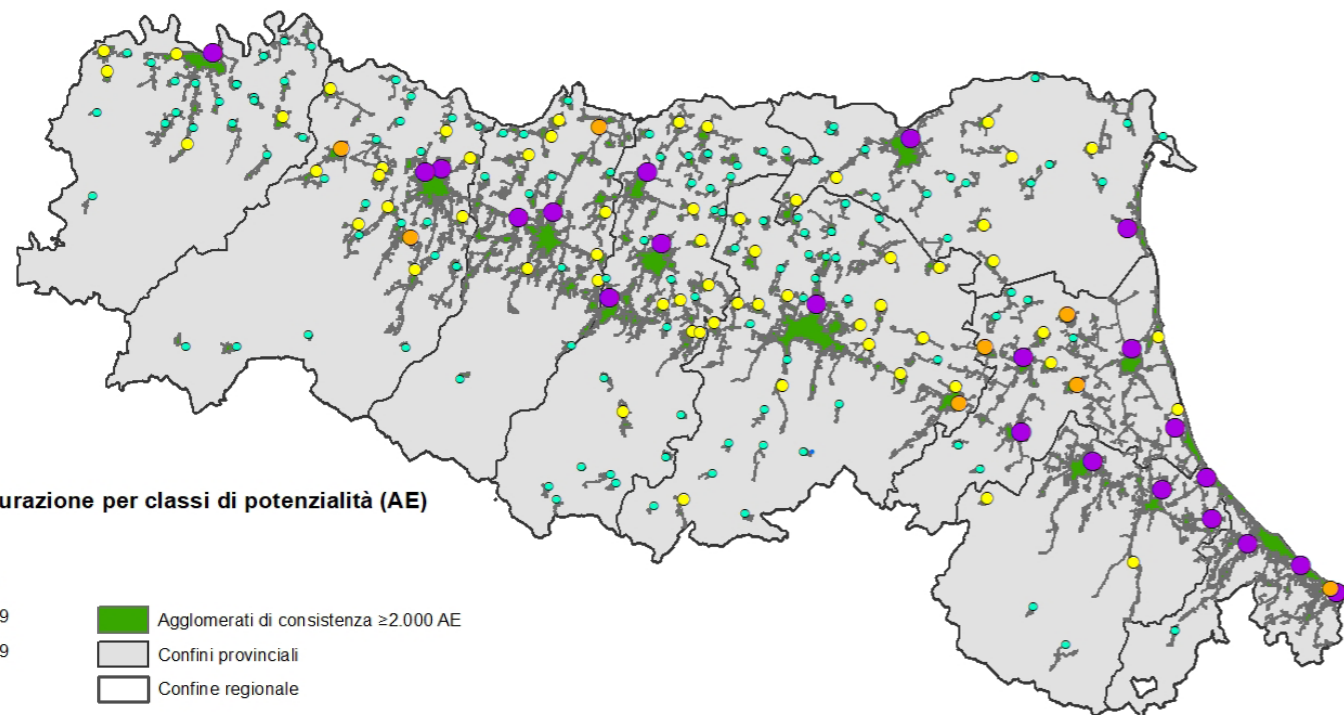 urazione per classi di potenzialità (AE)
9
Agglomerati di consistenza ≥2.000 AE
9
Confini provinciali
Confine regionale